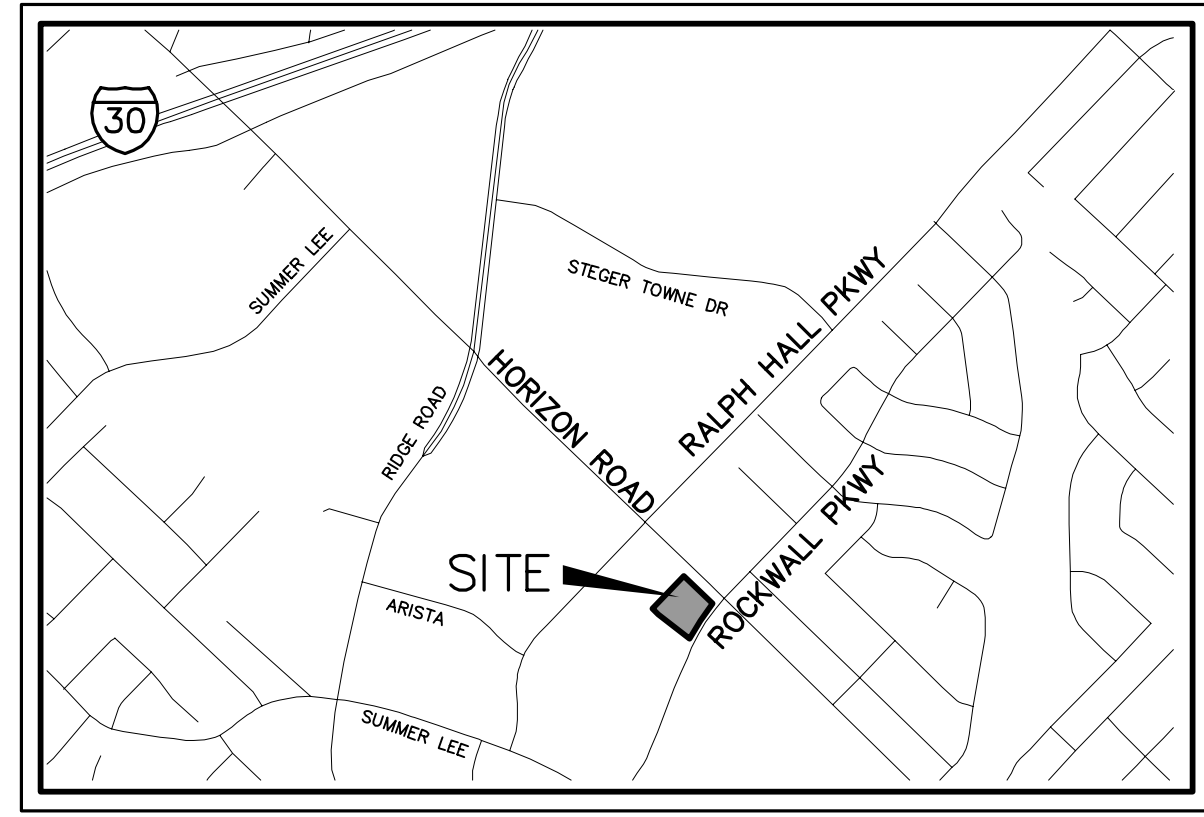 30
SUMMER LEE
STEGER TOWNE DR
RALPH HALL PKWY
HORIZON ROAD
RIDGE ROAD
ROCKWALL PKWY
SITE
ARISTA
SUMMER LEE